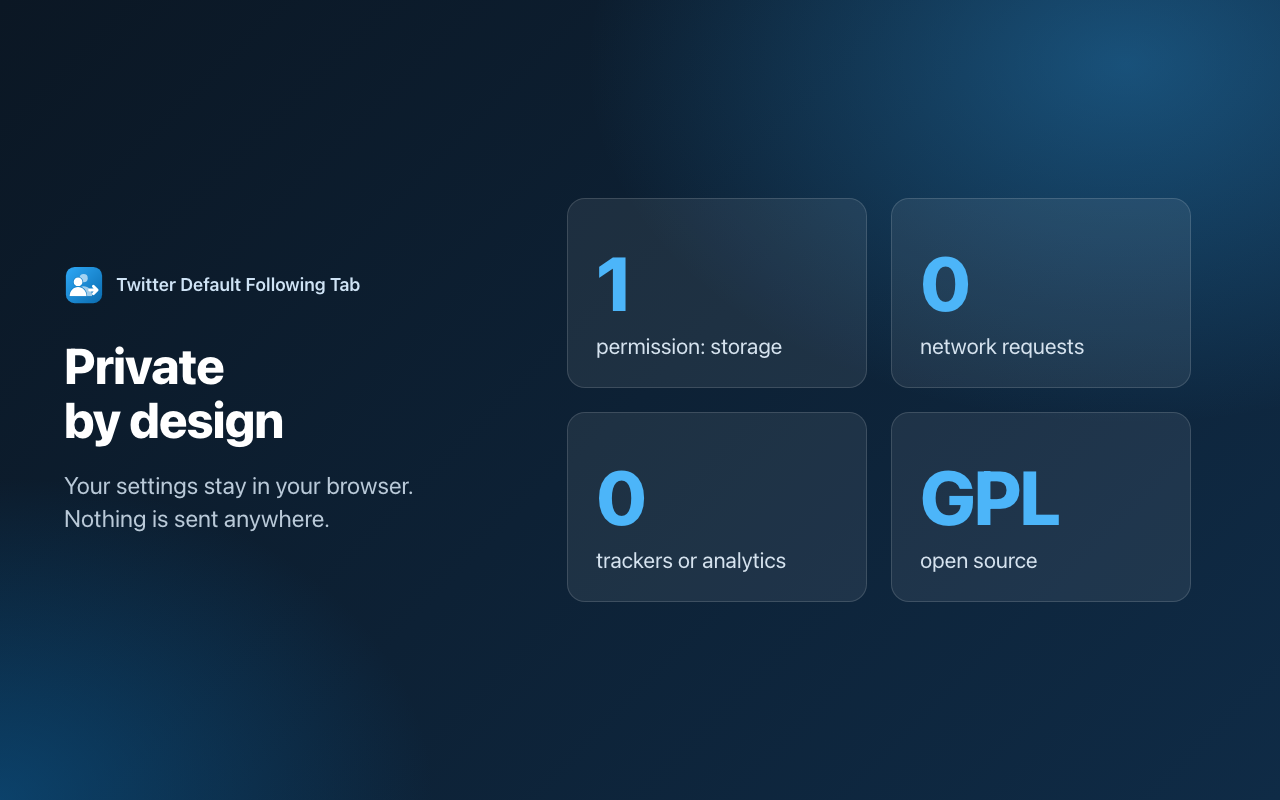 Twitter Default Following Tab
Private
by design
Your settings stay in your browser.
Nothing is sent anywhere.
1
permission: storage
0
network requests
0
trackers or analytics
GPL
open source